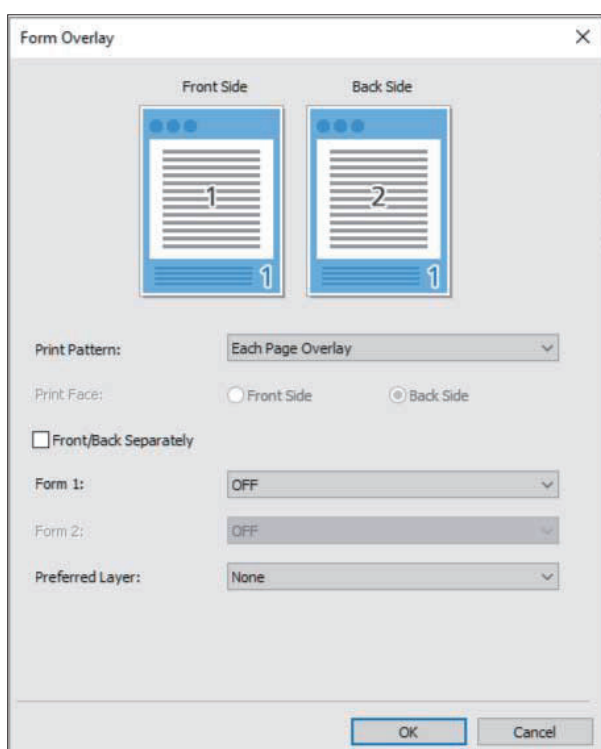 Form Overlay
Front Side Back Side
1 2
1 1
Print Pattern: Each Page Overlay
Print Face: Front Side Back Side
Front/Back Separately
Form 1: OFF
Form 2: OFF
Preferred Layer: None
OK Cancel